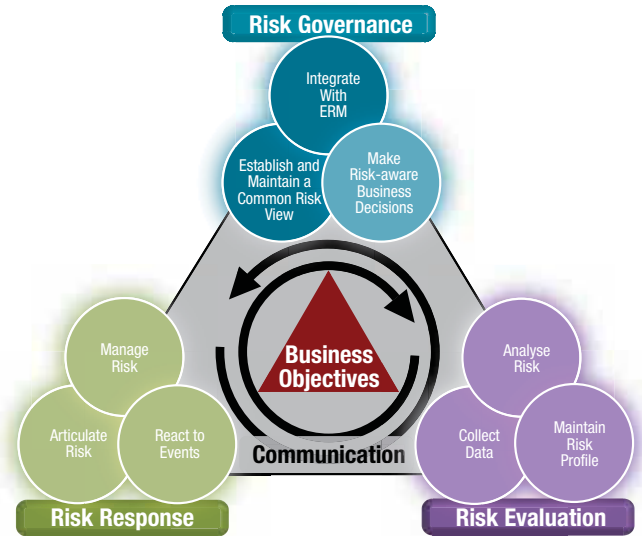 Risk Governance
Integrate
With
ERM
Establish and
Maintain a
Common Risk
View
Make
Risk-aware
Business
Decisions
Business
Objectives
Communication
Manage
Risk
Articulate
Risk
React to
Events
Risk Response
Analyse
Risk
Collect
Data
Maintain
Risk
Profile
Risk Evaluation